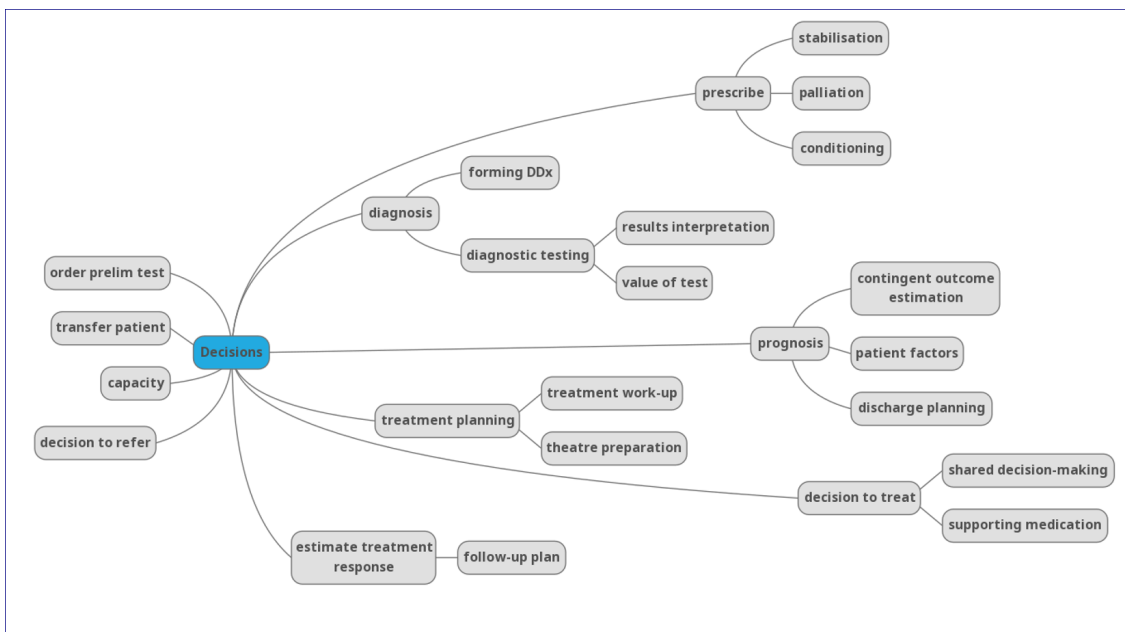 stabilisation
prescribe
palliation
conditioning
forming DDx
diagnosis
results interpretation
diagnostic testing
value of test
order prelim test
transfer patient
Decisions
capacity
decision to refer
contingent outcome
estimation
prognosis
patient factors
discharge planning
treatment work-up
treatment planning
theatre preparation
shared decision-making
decision to treat
supporting medication
estimate treatment
response
follow-up plan